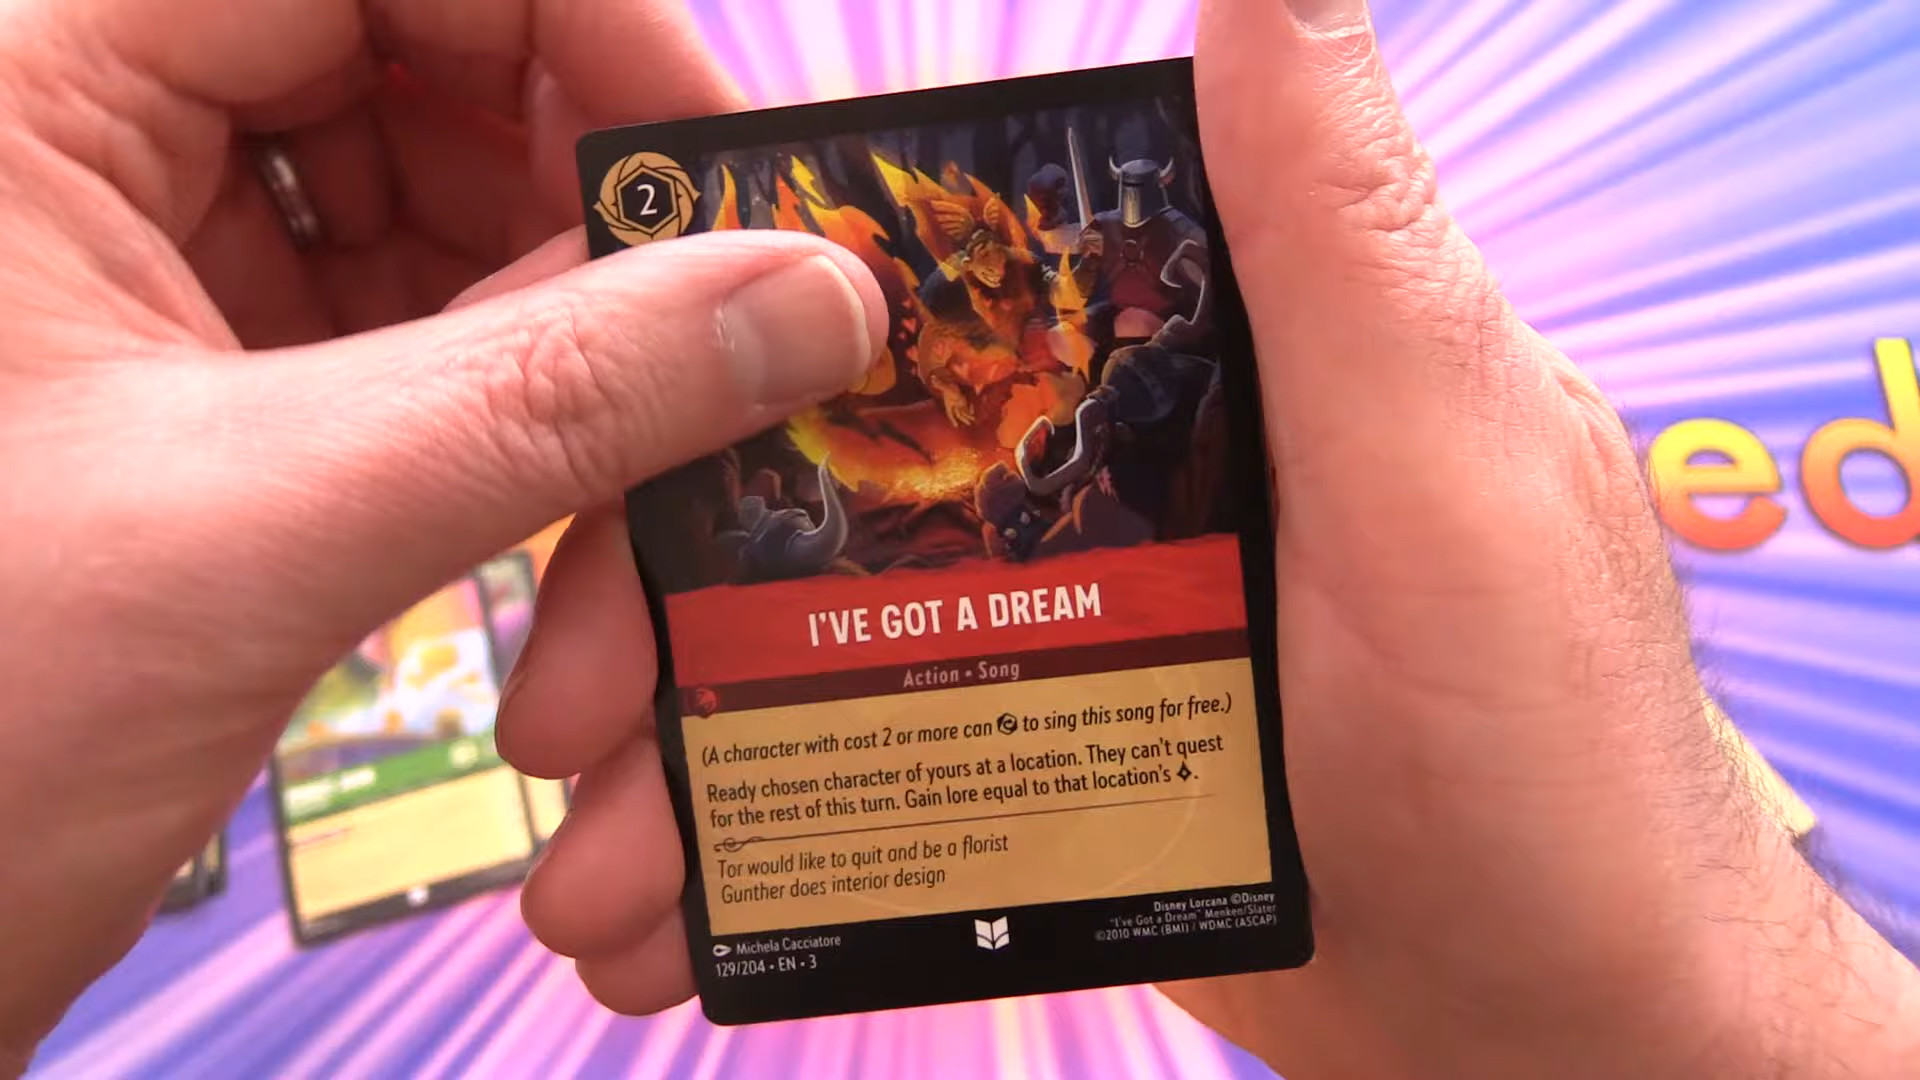 2
ed
I'VE GOT A DREAM
Action • Song
(A character with cost 2 or more can to sing this song for free.)
Ready chosen character of yours at a location. They can't quest
for the rest of this turn. Gain lore equal to that location's .
Tor would like to quit and be a florist
Gunther does interior design
Michela Cacciatore
129/204 • EN • 3
Disney Lorcana ©Disney
"I've Got a Dream" Menken/Slater
©2010 WMC (BMI) / WDMC (ASCAP)